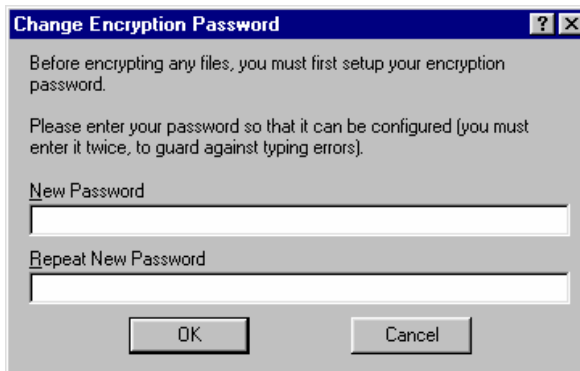 Change Encryption Password
Before encrypting any files, you must first setup your encryption
password.
Please enter your password so that it can be configured (you must
enter it twice, to guard against typing errors).
New Password
Repeat New Password
OK Cancel